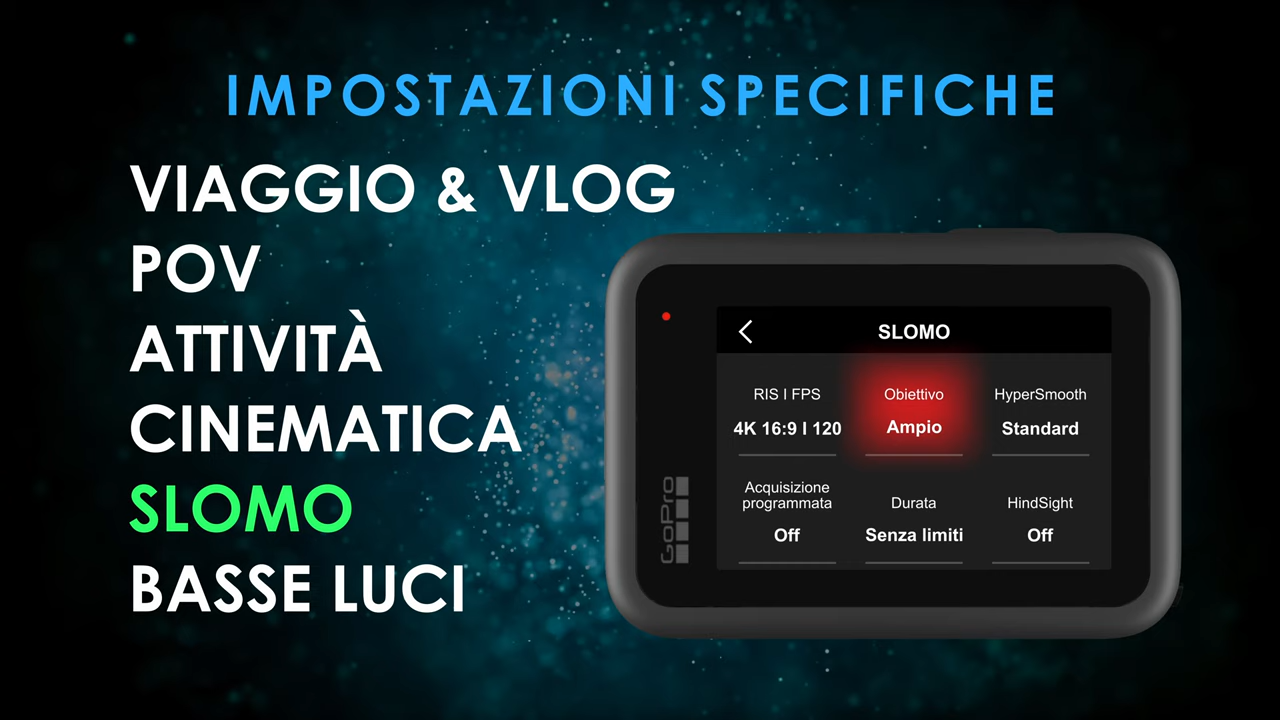 IMPOSTAZIONI SPECIFICHE
VIAGGIO & VLOG
POV
ATTIVITÀ
CINEMATICA
SLOMO
BASSE LUCI
SLOMO
RIS I FPS
4K 16:9 I 120
Obiettivo
Ampio
HyperSmooth
Standard
Acquisizione
programmata
Off
Durata
Senza limiti
HindSight
Off
GoPro